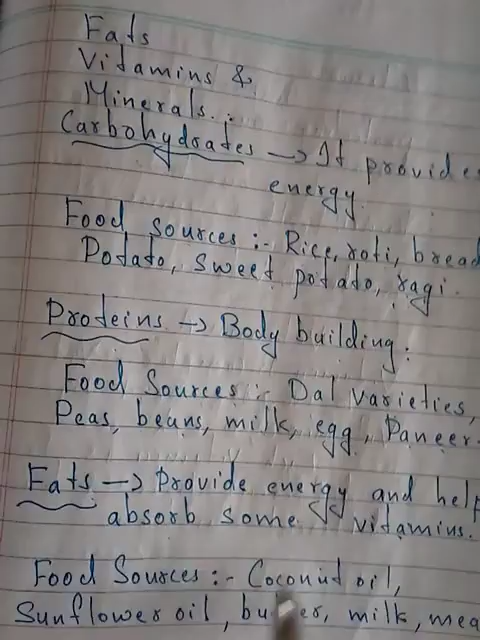 Fats
Vitamins &
Minerals.
Carbohydrates → It provides
energy.
Food sources :- Rice, roti, bread
Potato, sweet potato, ragi.
Proteins → Body building.
Food Sources :- Dal varieties,
Peas, beans, milk, egg, Paneer.
Fats → Provide energy and help
absorb some vitamins.
Food Sources :- Coconut oil,
Sunflower oil, butter, milk, mea